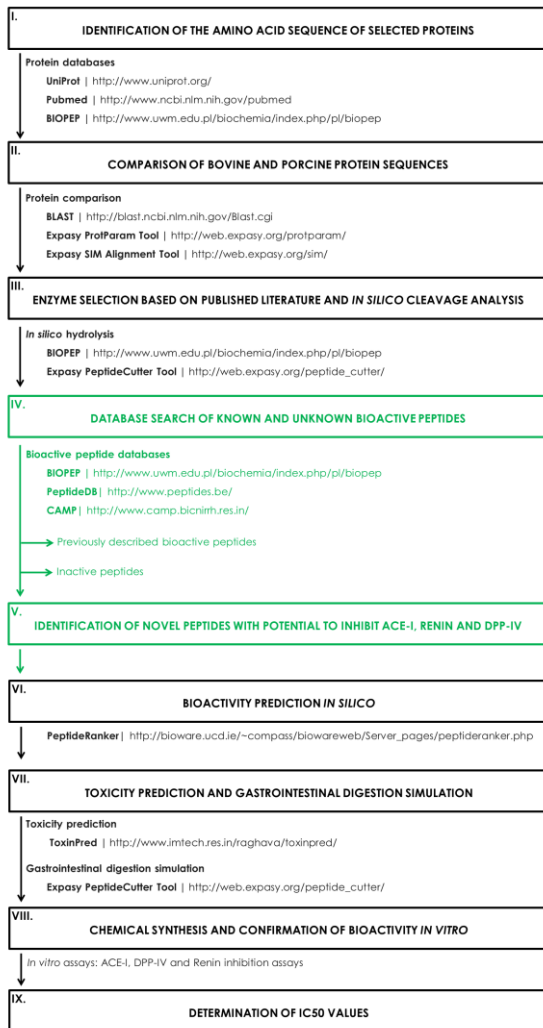 I.
IDENTIFICATION OF THE AMINO ACID SEQUENCE OF SELECTED PROTEINS
Protein databases
UniProt | http://www.uniprot.org/
Pubmed | http://www.ncbi.nlm.nih.gov/pubmed
BIOPEP | http://www.uwm.edu.pl/biochemia/index.php/pl/biopep
II.
COMPARISON OF BOVINE AND PORCINE PROTEIN SEQUENCES
Protein comparison
BLAST | http://blast.ncbi.nlm.nih.gov/Blast.cgi
Expasy ProtParam Tool | http://web.expasy.org/protparam/
Expasy SIM Alignment Tool | http://web.expasy.org/sim/
III.
ENZYME SELECTION BASED ON PUBLISHED LITERATURE AND IN SILICO CLEAVAGE ANALYSIS
In silico hydrolysis
BIOPEP | http://www.uwm.edu.pl/biochemia/index.php/pl/biopep
Expasy PeptideCutter Tool | http://web.expasy.org/peptide_cutter/
IV.
DATABASE SEARCH OF KNOWN AND UNKNOWN BIOACTIVE PEPTIDES
Bioactive peptide databases
BIOPEP | http://www.uwm.edu.pl/biochemia/index.php/pl/biopep
PeptideDB| http://www.peptides.be/
CAMP| http://www.camp.bicnirrh.res.in/
Previously described bioactive peptides
Inactive peptides
V.
IDENTIFICATION OF NOVEL PEPTIDES WITH POTENTIAL TO INHIBIT ACE-I, RENIN AND DPP-IV
VI.
BIOACTIVITY PREDICTION IN SILICO
PeptideRanker| http://bioware.ucd.ie/~compass/biowareweb/Server_pages/peptideranker.php
VII.
TOXICITY PREDICTION AND GASTROINTESTINAL DIGESTION SIMULATION
Toxicity prediction
ToxinPred | http://www.imtech.res.in/raghava/toxinpred/
Gastrointestinal digestion simulation
Expasy PeptideCutter Tool | http://web.expasy.org/peptide_cutter/
VIII.
CHEMICAL SYNTHESIS AND CONFIRMATION OF BIOACTIVITY IN VITRO
In vitro assays: ACE-I, DPP-IV and Renin inhibition assays
IX.
DETERMINATION OF IC50 VALUES